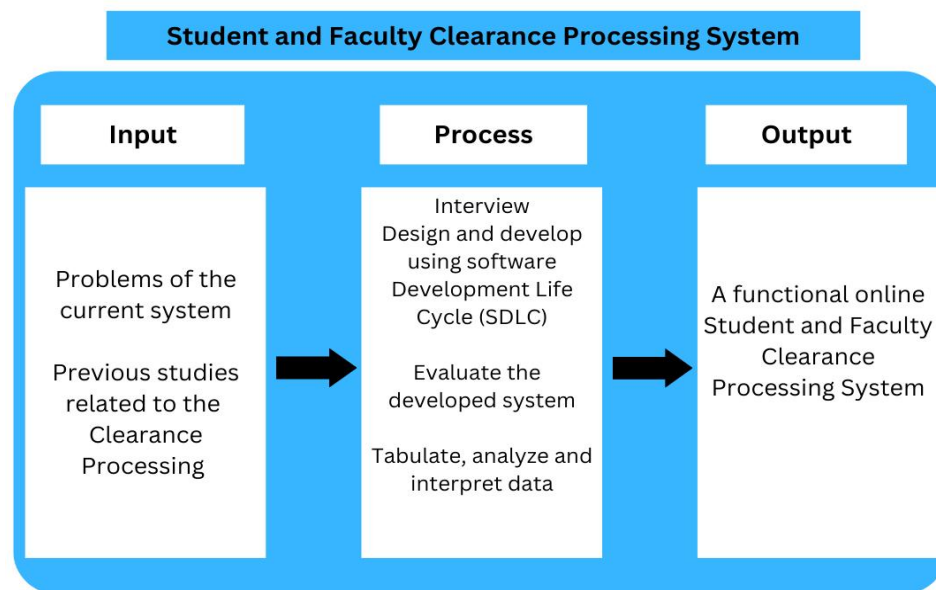 Student and Faculty Clearance Processing System
Input
Problems of the
current system
Previous studies
related to the
Clearance
Processing
Process
Interview
Design and develop
using software
Development Life
Cycle (SDLC)
Evaluate the
developed system
Tabulate, analyze and
interpret data
Output
A functional online
Student and Faculty
Clearance
Processing System